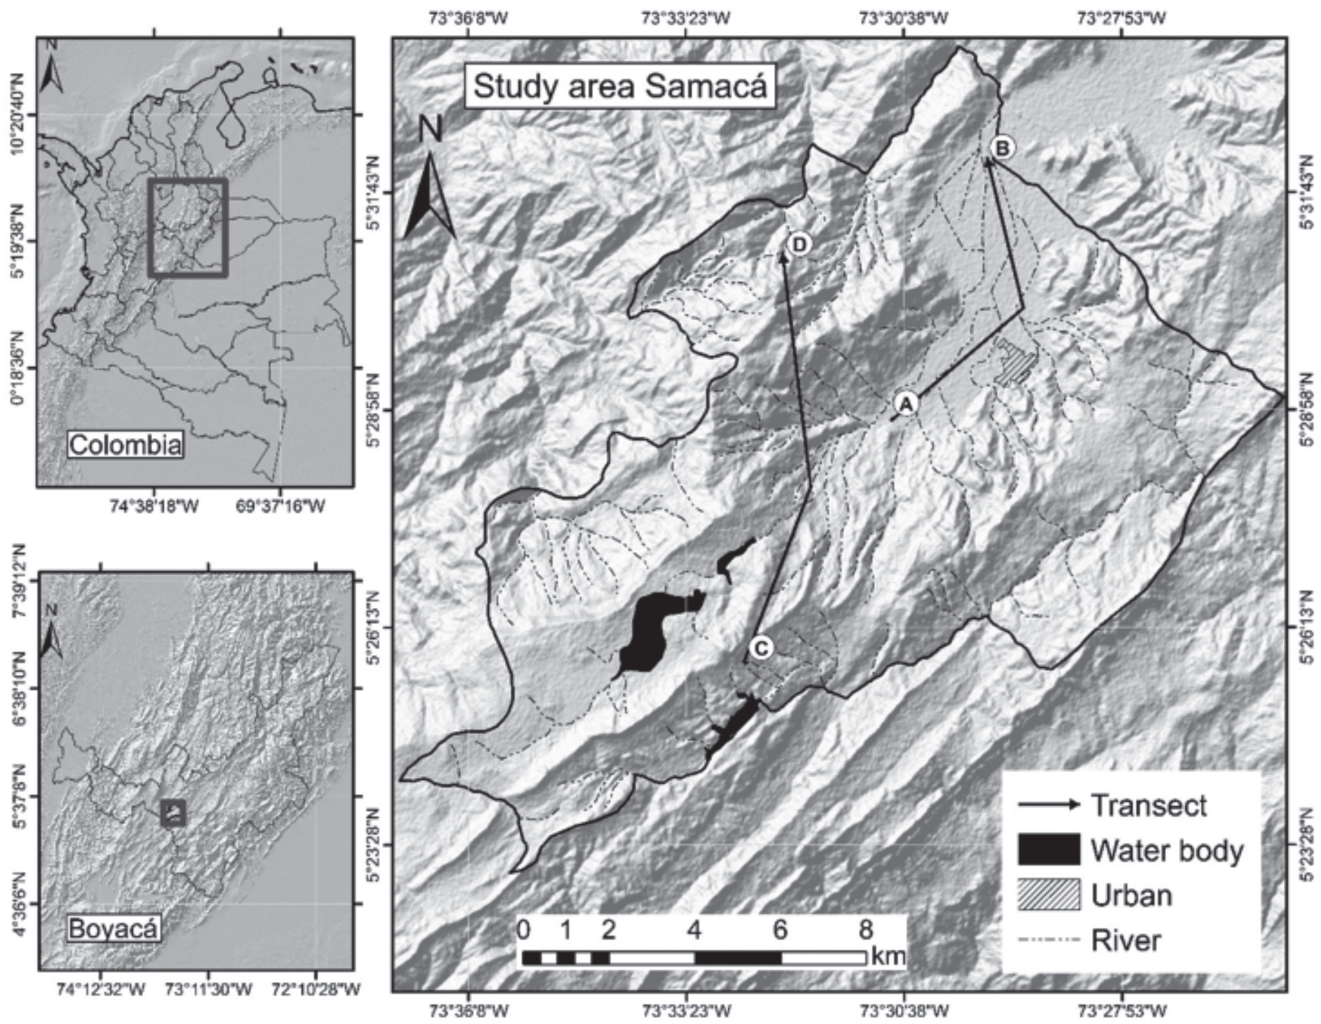 73°36'8"W 73°33'23"W 73°30'38"W 73°27'53"W
N
10°20'40"N
5°19'38"N
0°18'36"N
Colombia
74°38'18"W 69°37'16"W
N
7°39'12"N
6°38'10"N
5°37'8"N
4°36'6"N
Boyacá
74°12'32"W 73°11'30"W 72°10'28"W
Study area Samacá
N
5°31'43"N
5°28'58"N
5°26'13"N
5°23'28"N
B
D
A
C
5°31'43"N
5°28'58"N
5°26'13"N
5°23'28"N
Transect
Water body
Urban
River
0 1 2 4 6 8
km
73°36'8"W 73°33'23"W 73°30'38"W 73°27'53"W